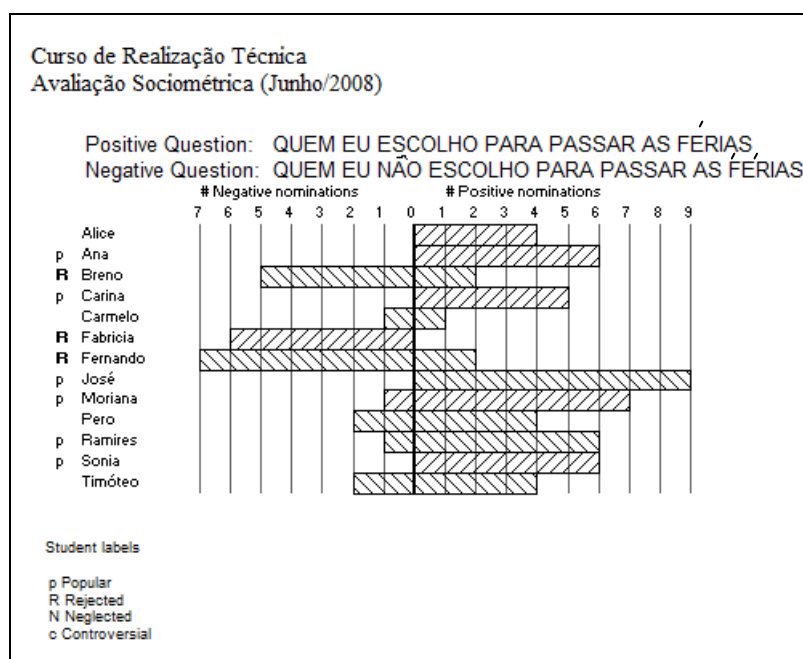 Curso de Realização Técnica
Avaliação Sociométrica (Junho/2008)
Positive Question: QUEM EU ESCOLHO PARA PASSAR AS FÉRIAS
Negative Question: QUEM EU NÃO ESCOLHO PARA PASSAR AS FÉRIAS
# Negative nominations # Positive nominations
7 6 5 4 3 2 1 0 1 2 3 4 5 6 7 8 9
Alice
p Ana
R Breno
p Carina
Carmelo
R Fabricia
R Fernando
p José
p Moriana
Pero
p Ramires
p Sonia
Timóteo
Student labels
p Popular
R Rejected
N Neglected
c Controversial